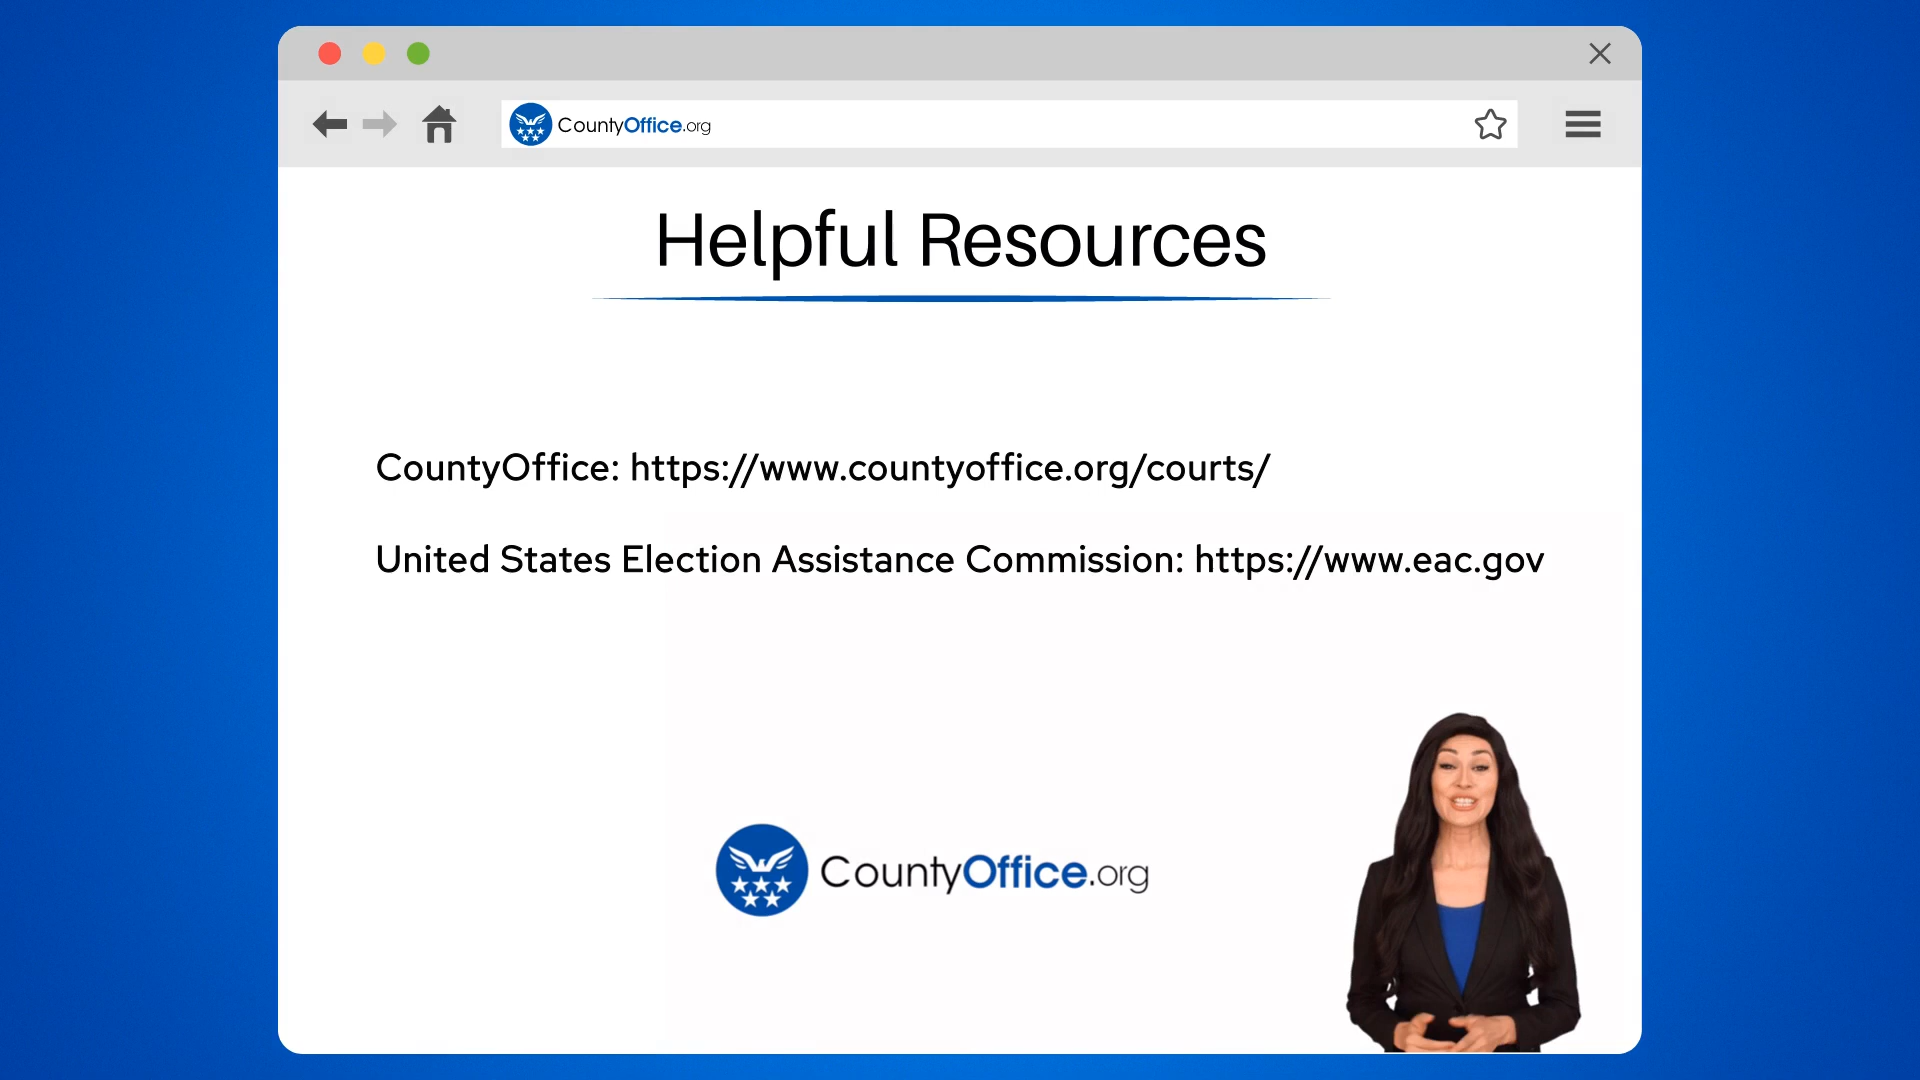 CountyOffice.org
Helpful Resources
CountyOffice: https://www.countyoffice.org/courts/
United States Election Assistance Commission: https://www.eac.gov
CountyOffice.org